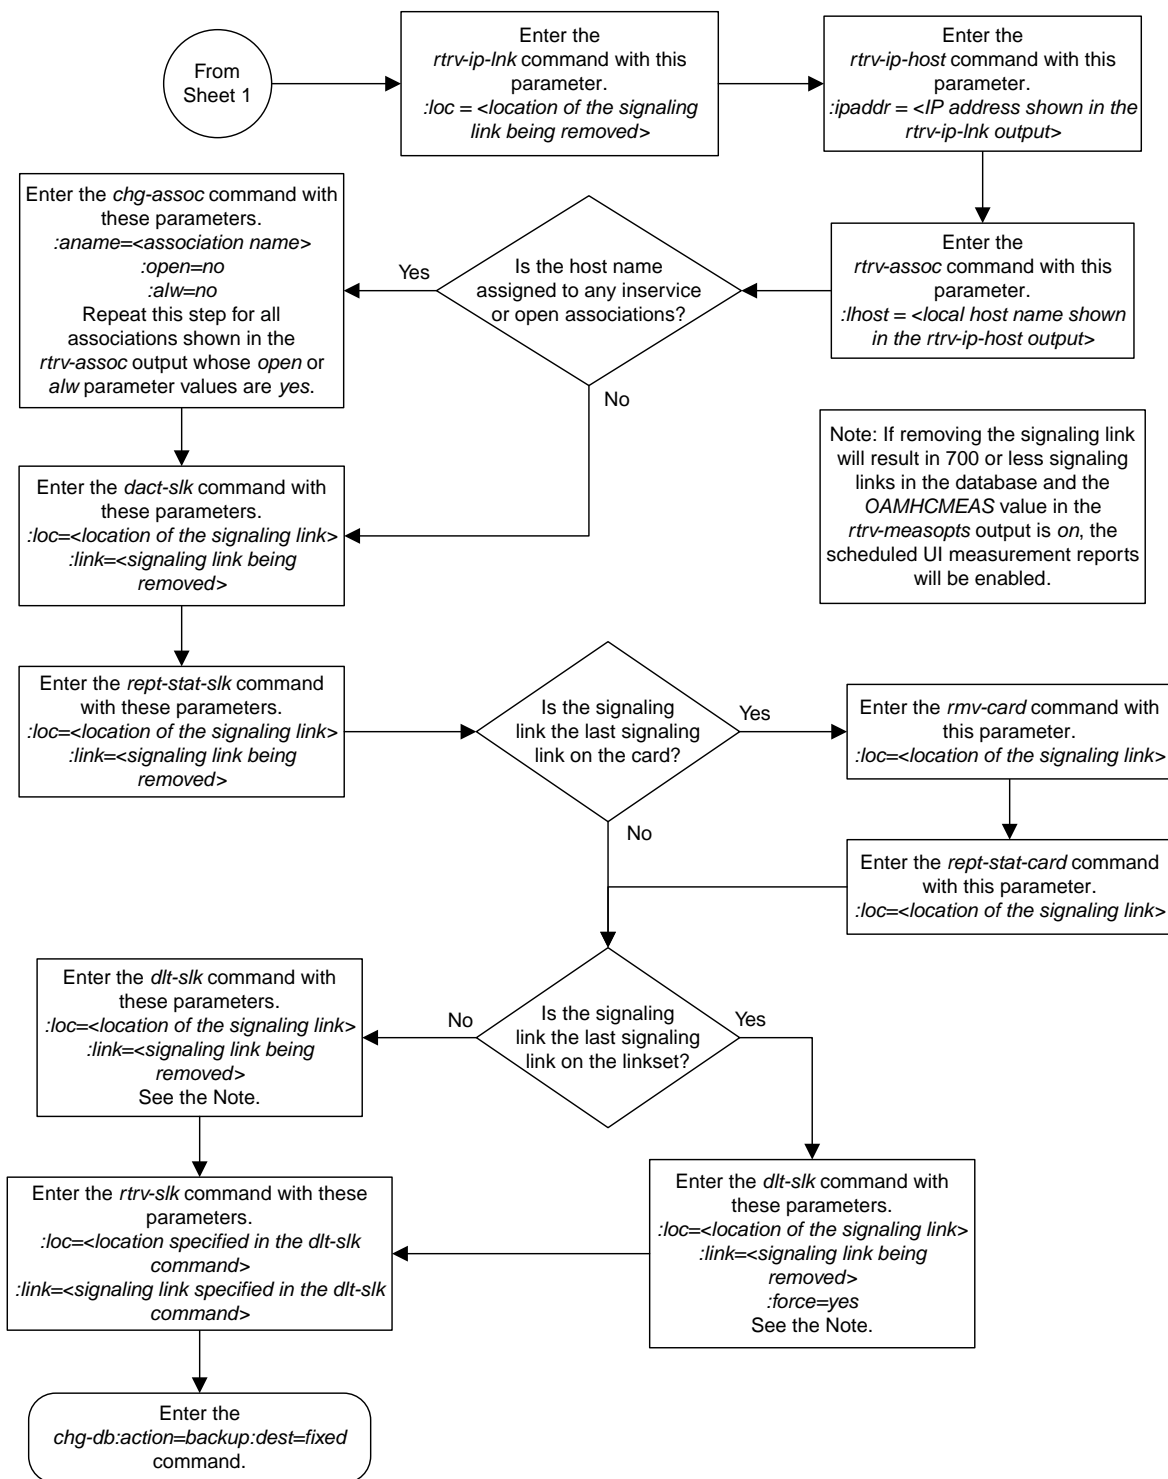 From
Sheet 1
Enter the
rtrv-ip-lnk command with this
parameter.
:loc = <location of the signaling
link being removed>
Enter the
rtrv-ip-host command with this
parameter.
:ipaddr = <IP address shown in the
rtrv-ip-lnk output>
Enter the
rtrv-assoc command with this
parameter.
:lhost = <local host name shown
in the rtrv-ip-host output>
Is the host name
assigned to any inservice
or open associations?
Yes
No
Enter the chg-assoc command with
these parameters.
:aname=<association name>
:open=no
:alw=no
Repeat this step for all
associations shown in the
rtrv-assoc output whose open or
alw parameter values are yes.
Note: If removing the signaling link
will result in 700 or less signaling
links in the database and the
OAMHCMEAS value in the
rtrv-measopts output is on, the
scheduled UI measurement reports
will be enabled.
Enter the dact-slk command with
these parameters.
:loc=<location of the signaling link>
:link=<signaling link being
removed>
Enter the rept-stat-slk command
with these parameters.
:loc=<location of the signaling link>
:link=<signaling link being
removed>
Is the signaling
link the last signaling
link on the card?
Yes
No
Enter the rmv-card command with
this parameter.
:loc=<location of the signaling link>
Enter the rept-stat-card command
with this parameter.
:loc=<location of the signaling link>
Is the signaling
link the last signaling
link on the linkset?
No
Yes
Enter the dlt-slk command with
these parameters.
:loc=<location of the signaling link>
:link=<signaling link being
removed>
See the Note.
Enter the dlt-slk command with
these parameters.
:loc=<location of the signaling link>
:link=<signaling link being
removed>
:force=yes
See the Note.
Enter the rtrv-slk command with these
parameters.
:loc=<location specified in the dlt-slk
command>
:link=<signaling link specified in the dlt-slk
command>
Enter the
chg-db:action=backup:dest=fixed
command.